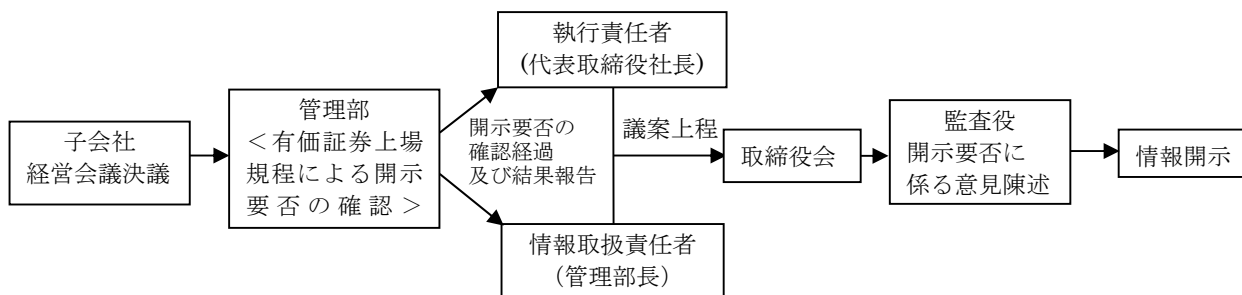 子会社
経営会議決議
管理部
＜有価証券上場
規程による開示
要否の確認＞
執行責任者
(代表取締役社長)
開示要否の
確認経過
及び結果報告
情報取扱責任者
（管理部長）
議案上程
取締役会
監査役
開示要否に
係る意見陳述
情報開示